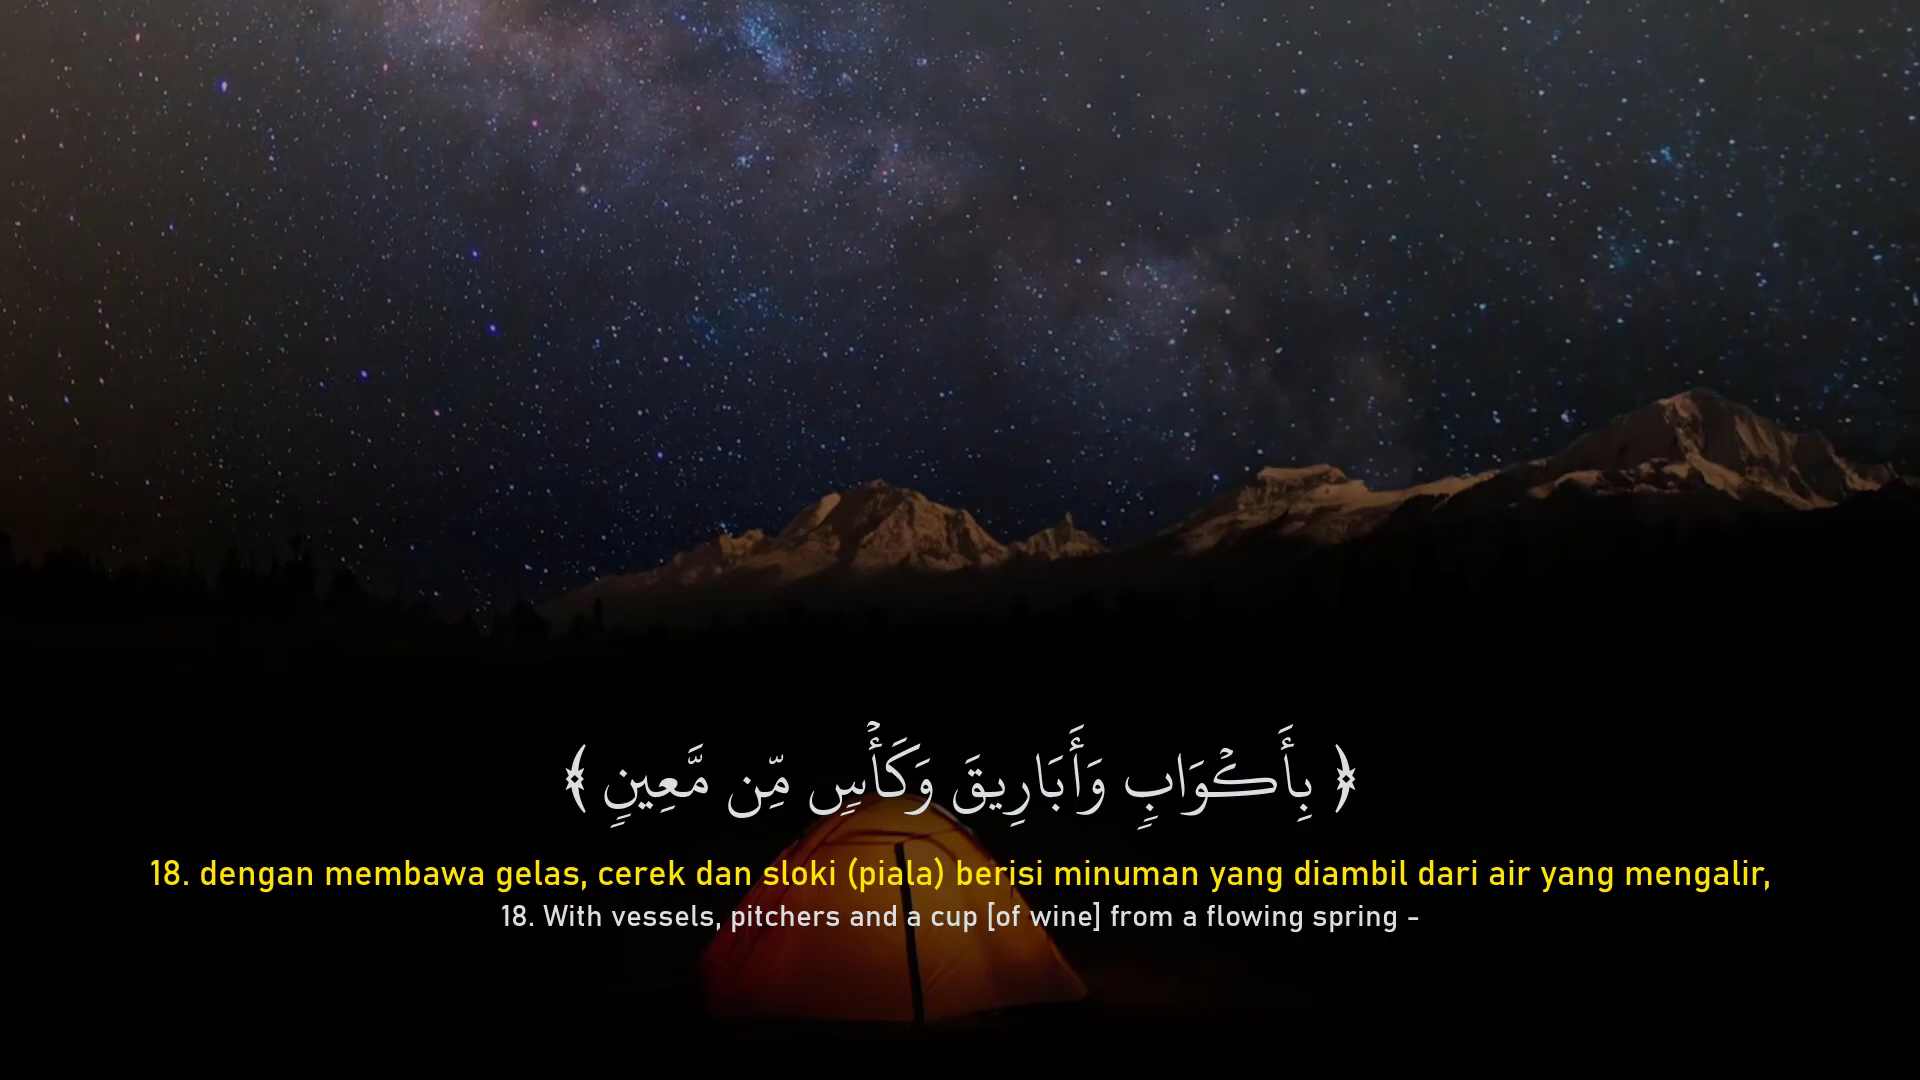 ﴿ بِأَكۡوَابٖ وَأَبَارِيقَ وَكَأۡسٖ مِّن مَّعِينٖ ﴾
18. dengan membawa gelas, cerek dan sloki (piala) berisi minuman yang diambil dari air yang mengalir,
18. With vessels, pitchers and a cup [of wine] from a flowing spring -